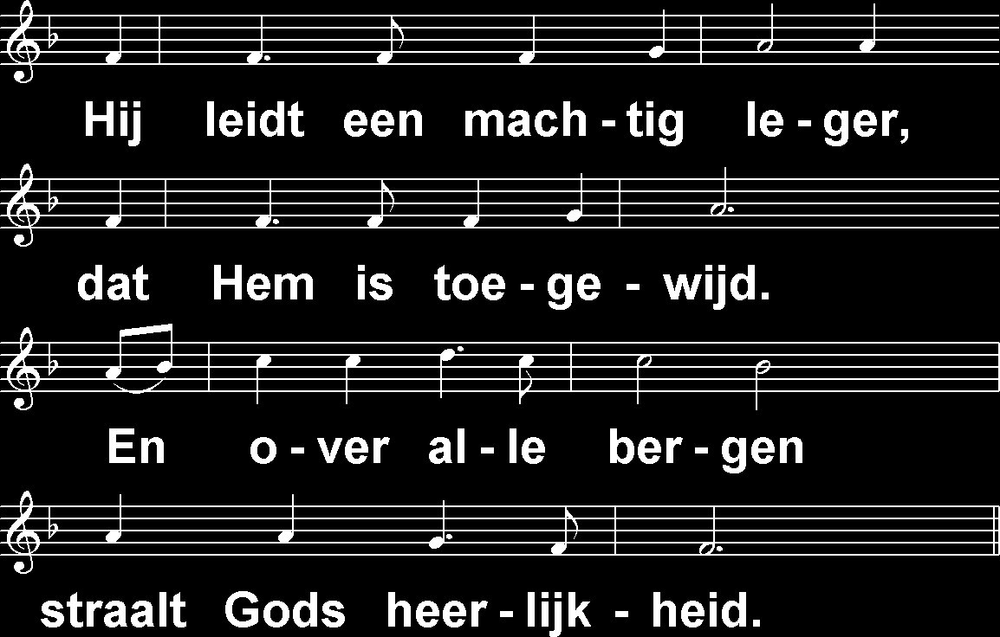 Hij leidt een mach - tig le - ger,
dat Hem is toe - ge - wijd.
En o - ver al - le ber - gen
straalt Gods heer - lijk - heid.